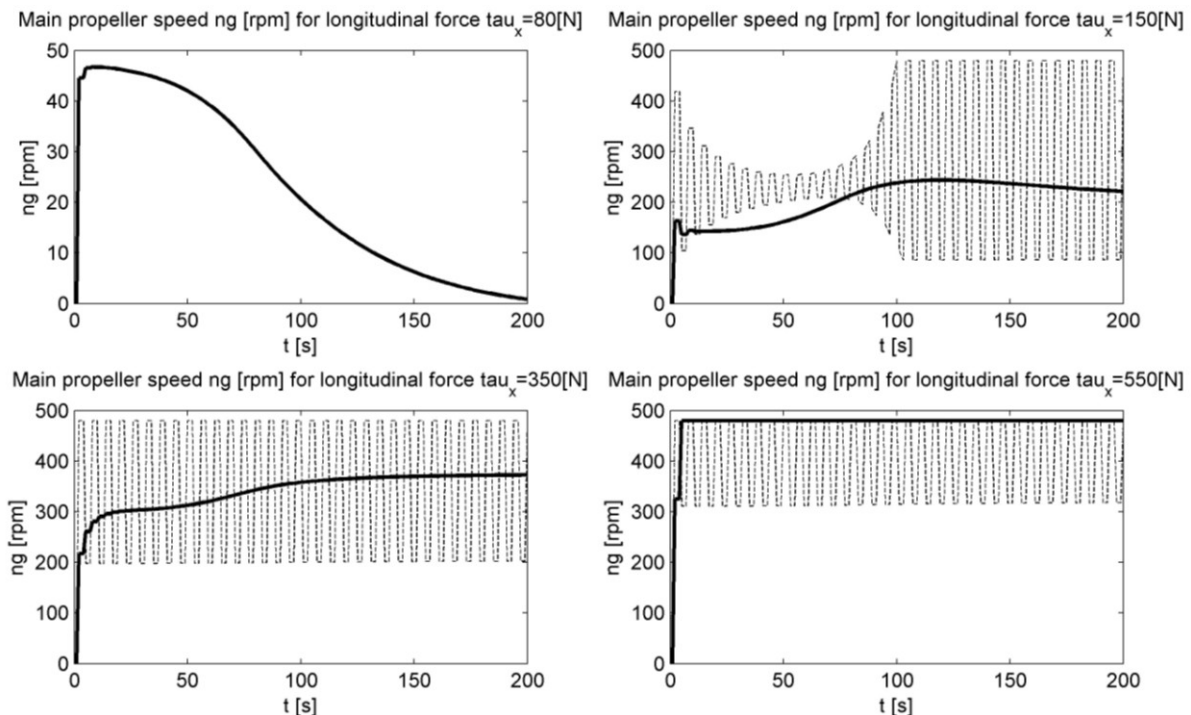 Main propeller speed ng [rpm] for longitudinal force tau_x=80[N]
50
40
30
20
10
0
ng [rpm]
0 50 100 150 200
t [s]
Main propeller speed ng [rpm] for longitudinal force tau_x=150[N]
500
400
300
200
100
0
ng [rpm]
0 50 100 150 200
t [s]
Main propeller speed ng [rpm] for longitudinal force tau_x=350[N]
500
400
300
200
100
0
ng [rpm]
0 50 100 150 200
t [s]
Main propeller speed ng [rpm] for longitudinal force tau_x=550[N]
500
400
300
200
100
0
ng [rpm]
0 50 100 150 200
t [s]